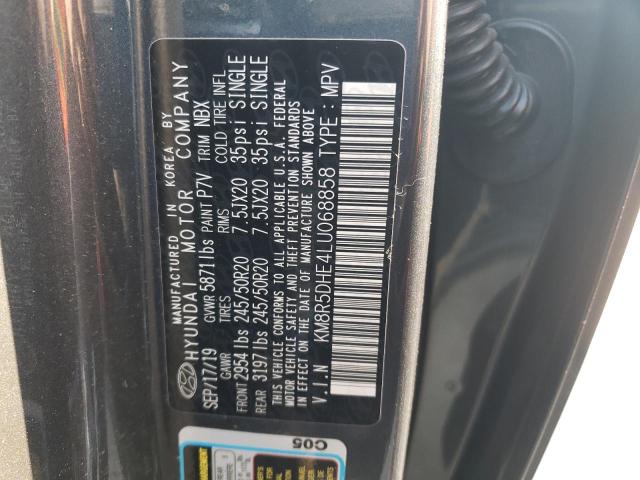 MANUFACTURED IN KOREA BY
HYUNDAI MOTOR COMPANY
SEP/17/19 GVWR 5871lbs PAINT P7V TRIM NBX
GAWR TIRES RIMS COLD TIRE INFL
FRONT 2954 lbs 245/50R20 7.5JX20 35psi SINGLE
REAR 3197 lbs 245/50R20 7.5JX20 35psi SINGLE
THIS VEHICLE CONFORMS TO ALL APPLICABLE U.S.A. FEDERAL
MOTOR VEHICLE SAFETY AND THEFT PREVENTION STANDARDS
IN EFFECT ON THE DATE OF MANUFACTURE SHOWN ABOVE
V.I.N KM8R5DHE4LU068858 TYPE : MPV
C05